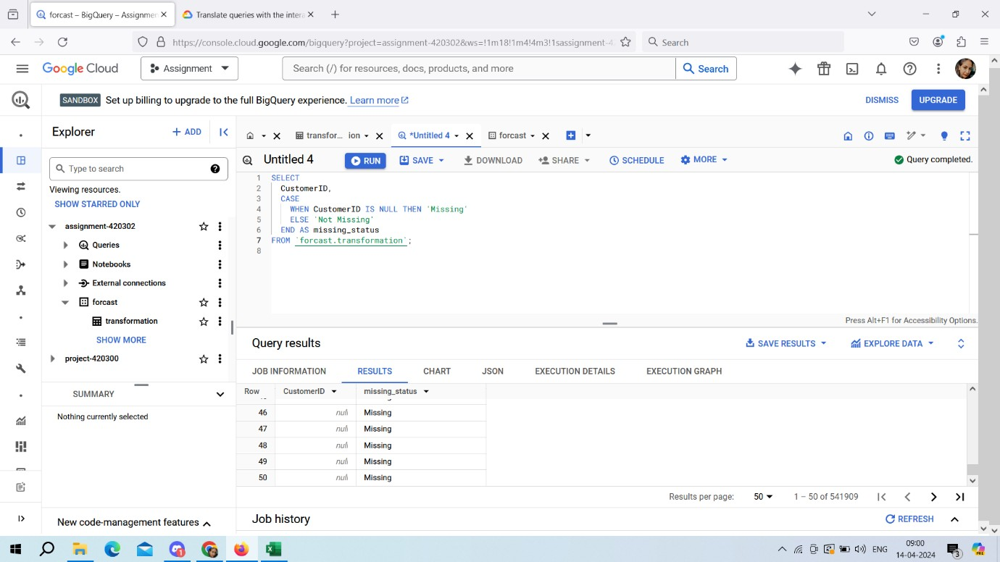 forcast – BigQuery – Assignmen
Translate queries with the intera
https://console.cloud.google.com/bigquery?project=assignment-420302&ws=!1m18!1m4!4m3!1sassignment-4
Search
Google Cloud
Assignment
Search (/) for resources, docs, products, and more
Search
SANDBOX Set up billing to upgrade to the full BigQuery experience. Learn more
DISMISS
UPGRADE
Explorer
+ ADD
transfor... ion
*Untitled 4
forcast
Untitled 4
RUN
SAVE
DOWNLOAD
SHARE
SCHEDULE
MORE
Query completed.
Type to search
Viewing resources.
SHOW STARRED ONLY
assignment-420302
Queries
Notebooks
External connections
forcast
transformation
SHOW MORE
project-420300
SUMMARY
Nothing currently selected
New code-management features
1 SELECT
2 CustomerID,
3 CASE
4 WHEN CustomerID IS NULL THEN 'Missing'
5 ELSE 'Not Missing'
6 END AS missing_status
7 FROM `forcast.transformation`;
8
Press Alt+F1 for Accessibility Options.
Query results
SAVE RESULTS
EXPLORE DATA
JOB INFORMATION
RESULTS
CHART
JSON
EXECUTION DETAILS
EXECUTION GRAPH
Row CustomerID missing_status
46 null Missing
47 null Missing
48 null Missing
49 null Missing
50 null Missing
Results per page: 50 1 – 50 of 541909
Job history
REFRESH
ENG
09:00
14-04-2024
3
1
PRE